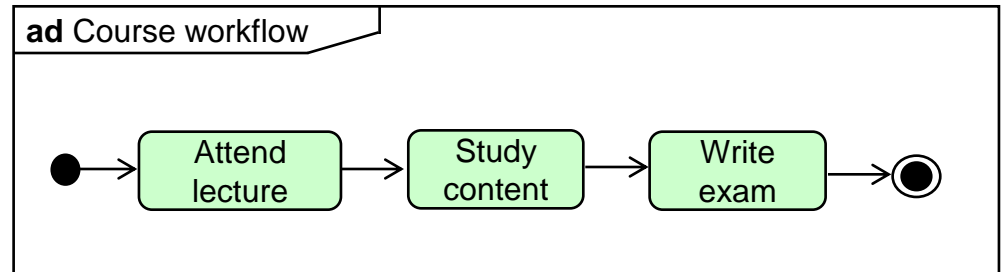 ad Course workflow
Attend
lecture
Study
content
Write
exam